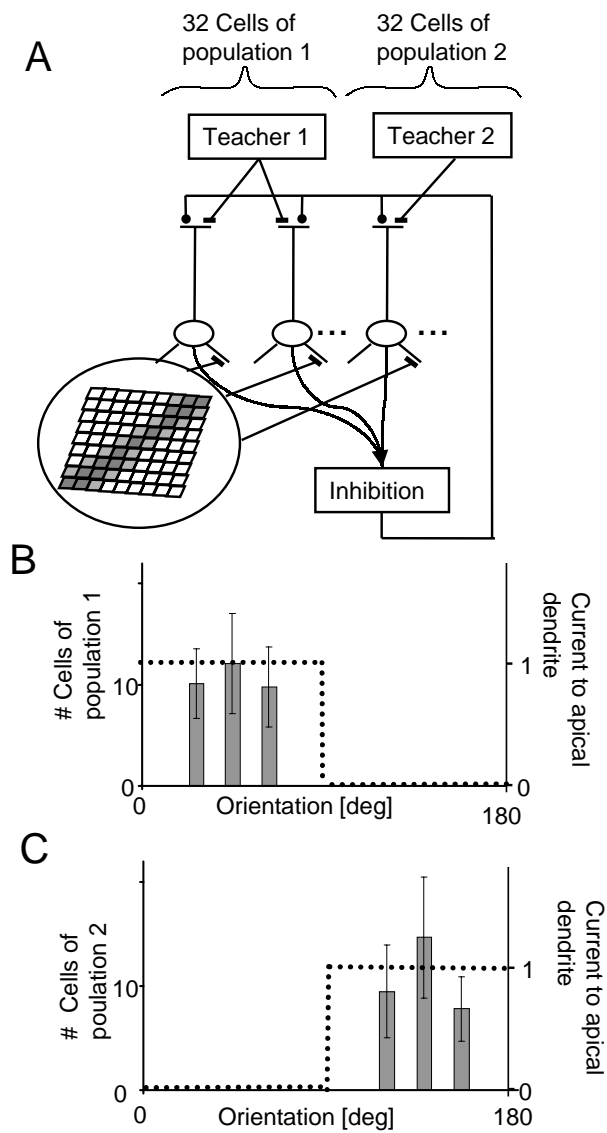 A
32 Cells of
population 1
32 Cells of
population 2
Teacher 1
Teacher 2
...
...
Inhibition
B
# Cells of
population 1
10
0
0
Orientation [deg]
180
1
0
Current to apical
dendrite
C
# Cells of
poulation 2
10
0
0
Orientation [deg]
180
1
0
Current to apical
dendrite